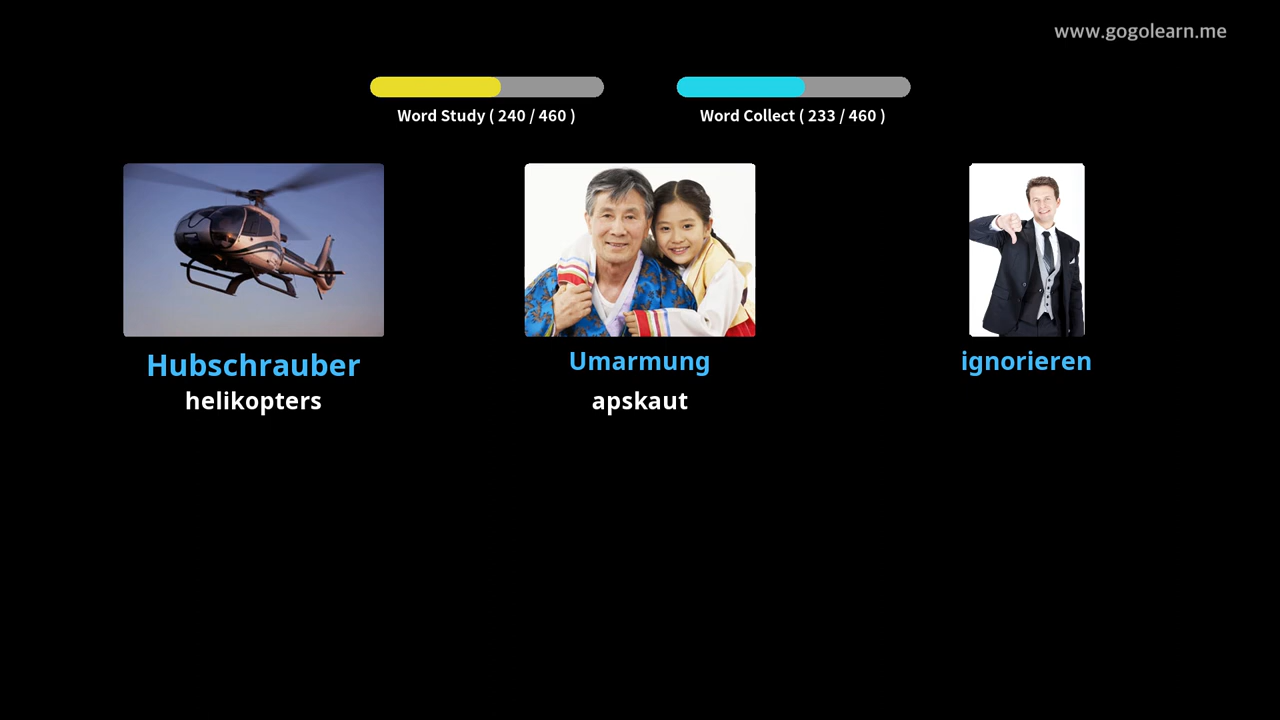 www.gogolearn.me
Word Study ( 240 / 460 )
Word Collect ( 233 / 460 )
Hubschrauber
helikopters
Umarmung
apskaut
ignorieren